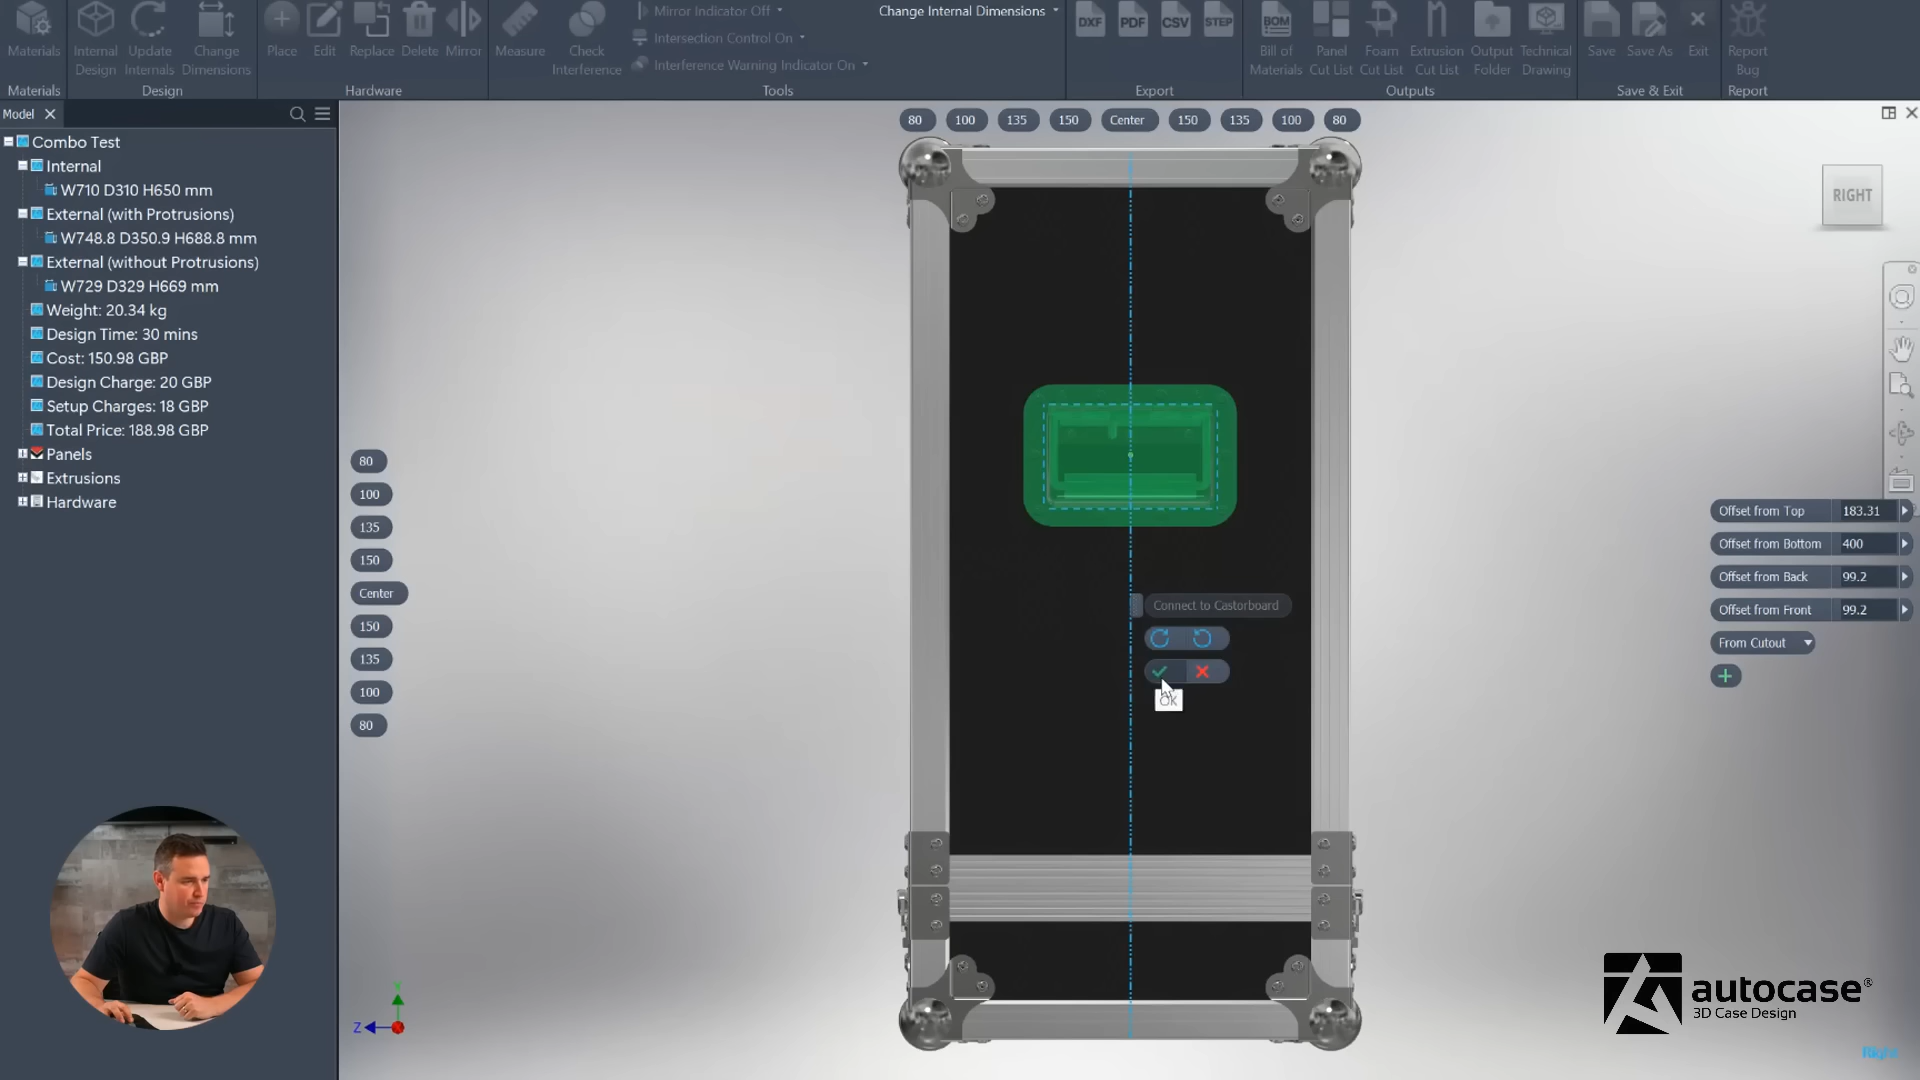 Mirror Indicator Off
Change Internal Dimensions
DXF PDF CSV STEP
BOM
Intersection Control On
Interference Warning Indicator On
Materials
Internal Design
Update Internals
Change Dimensions
Place
Edit
Replace
Delete
Mirror
Measure
Check Interference
Bill of Materials
Panel Cut List
Foam Cut List
Extrusion Cut List
Output Folder
Technical Drawing
Save
Save As
Exit
Report Bug
Materials
Design
Hardware
Tools
Export
Outputs
Save & Exit
Report
Model
Combo Test
Internal
W710 D310 H650 mm
External (with Protrusions)
W748.8 D350.9 H688.8 mm
External (without Protrusions)
W729 D329 H669 mm
Weight: 20.34 kg
Design Time: 30 mins
Cost: 150.98 GBP
Design Charge: 20 GBP
Setup Charges: 18 GBP
Total Price: 188.98 GBP
Panels
Extrusions
Hardware
80 100 135 150 Center 150 135 100 80
RIGHT
80
100
135
150
Center
150
135
100
80
Connect to Castorboard
OK
Offset from Top 183.31
Offset from Bottom 400
Offset from Back 99.2
Offset from Front 99.2
From Cutout
Z
Y
autocase®
3D Case Design
Right